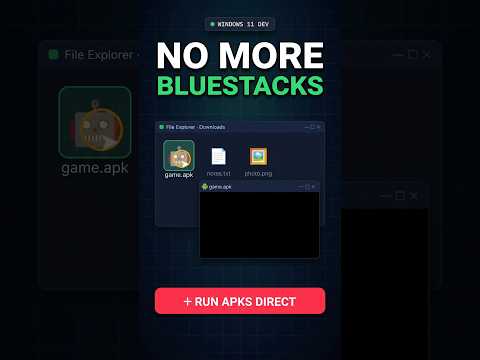 WINDOWS 11 DEV
NO MORE
BLUESTACKS
File Explorer - Downloads
game.apk
notes.txt
photo.png
game.apk
+ RUN APKS DIRECT
File Explorer -
game.apk